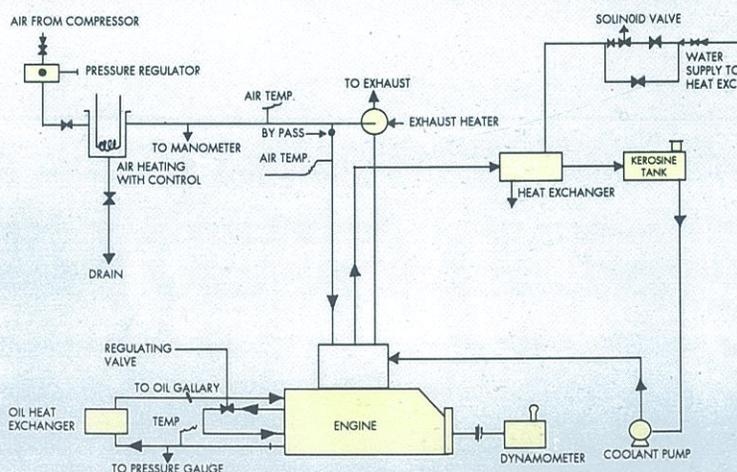 AIR FROM COMPRESSOR
PRESSURE REGULATOR
AIR TEMP.
TO EXHAUST
SOLINOID VALVE
WATER
SUPPLY TO
HEAT EXC
TO MANOMETER
BY PASS
EXHAUST HEATER
AIR HEATING
WITH CONTROL
AIR TEMP.
KEROSINE
TANK
HEAT EXCHANGER
DRAIN
REGULATING
VALVE
TO OIL GALLARY
OIL HEAT
EXCHANGER
TEMP
ENGINE
TO PRESSURE GAUGE
DYNAMOMETER
COOLANT PUMP